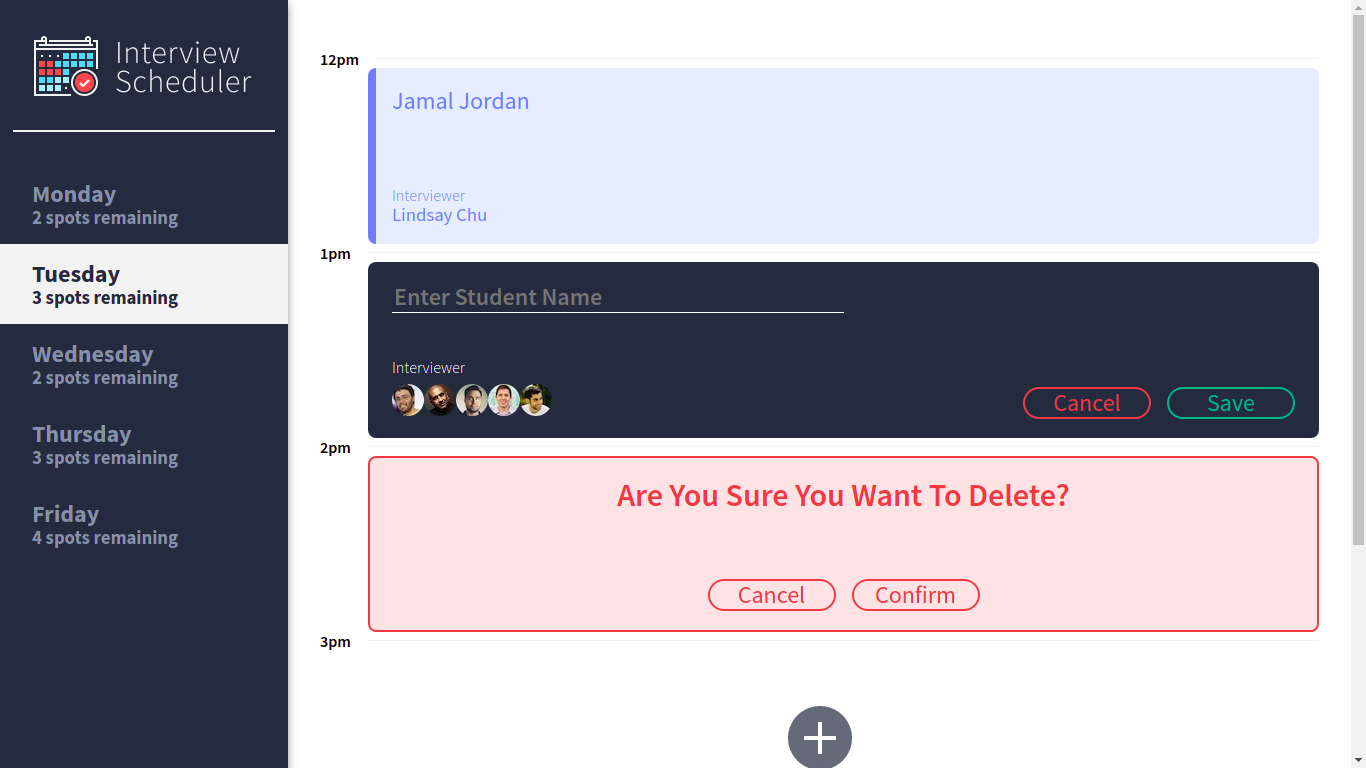 Interview
Scheduler
Monday
2 spots remaining
Tuesday
3 spots remaining
Wednesday
2 spots remaining
Thursday
3 spots remaining
Friday
4 spots remaining
12pm
Jamal Jordan
Interviewer
Lindsay Chu
1pm
Enter Student Name
Interviewer
Cancel Save
2pm
Are You Sure You Want To Delete?
Cancel Confirm
3pm